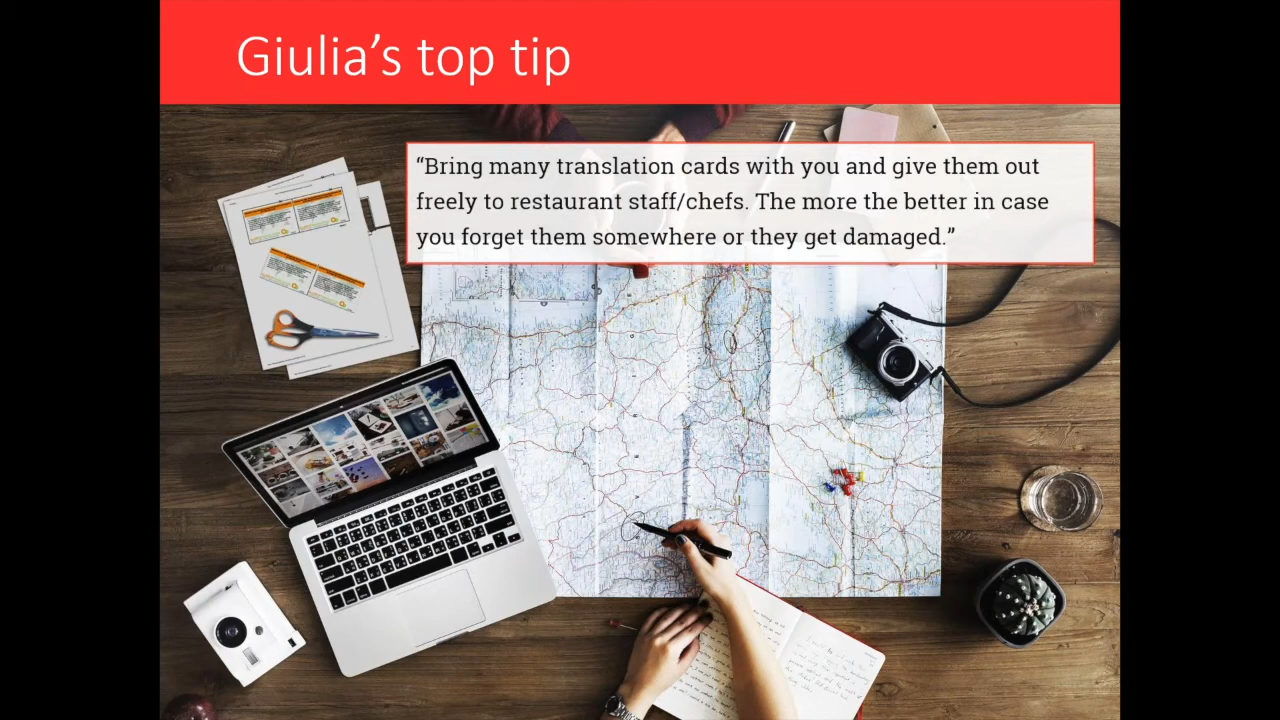 Giulia’s top tip
“Bring many translation cards with you and give them out
freely to restaurant staff/chefs. The more the better in case
you forget them somewhere or they get damaged.”